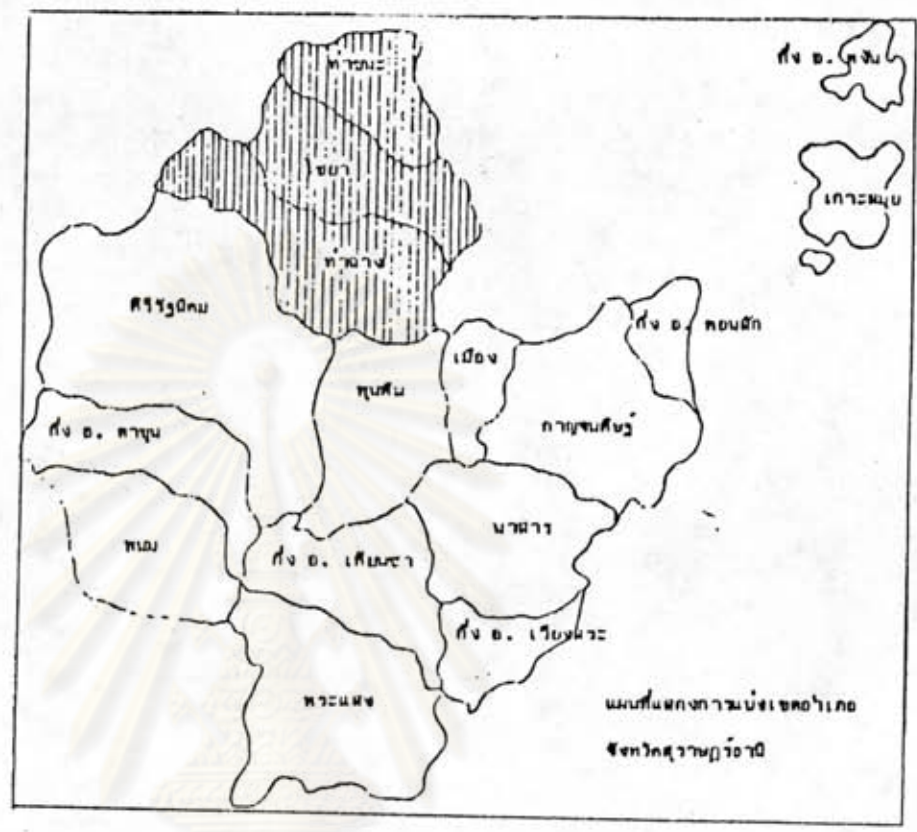 ท่าชนะ
กิ่ง อ. พงัน
ไชยา
เกาะสมุย
ท่าฉาง
คิรีรัฐนิคม
กิ่ง อ. ดอนสัก
เมือง
พุนพิน
กาญจนดิษฐ์
กิ่ง อ. ตาขุน
นาสาร
พนม
กิ่ง อ. เคียนซา
กิ่ง อ. เวียงสระ
พระแสง
แผนที่แสดงการแบ่งเขตอำเภอ
จังหวัดสุราษฎร์ธานี